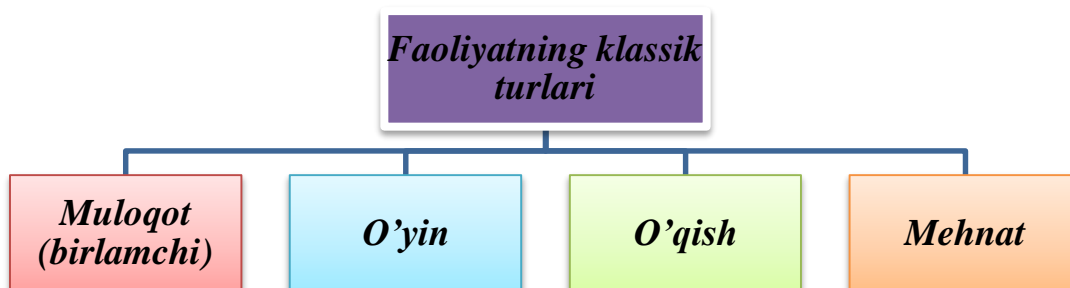 Faoliyatning klassik
turlari
Muloqot
(birlamchi)
O’yin
O’qish
Mehnat